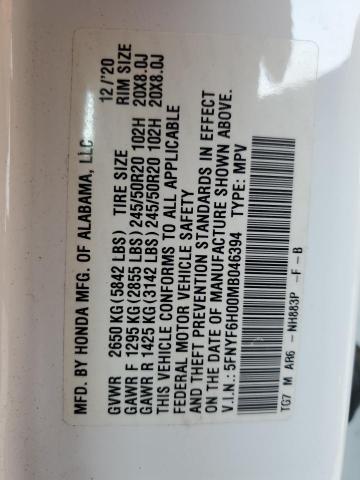 MFD. BY HONDA MFG. OF ALABAMA, LLC 12/'20
GVWR 2650 KG(5842 LBS) TIRE SIZE RIM SIZE
GAWR F 1295 KG(2855 LBS) 245/50R20 102H 20X8.0J
GAWR R 1425 KG(3142 LBS) 245/50R20 102H 20X8.0J
THIS VEHICLE CONFORMS TO ALL APPLICABLE
FEDERAL MOTOR VEHICLE SAFETY
AND THEFT PREVENTION STANDARDS IN EFFECT
ON THE DATE OF MANUFACTURE SHOWN ABOVE.
V.I.N.: 5FNYF6H00MB046394 TYPE: MPV
TG7 M AR6 -NH883P -F-B